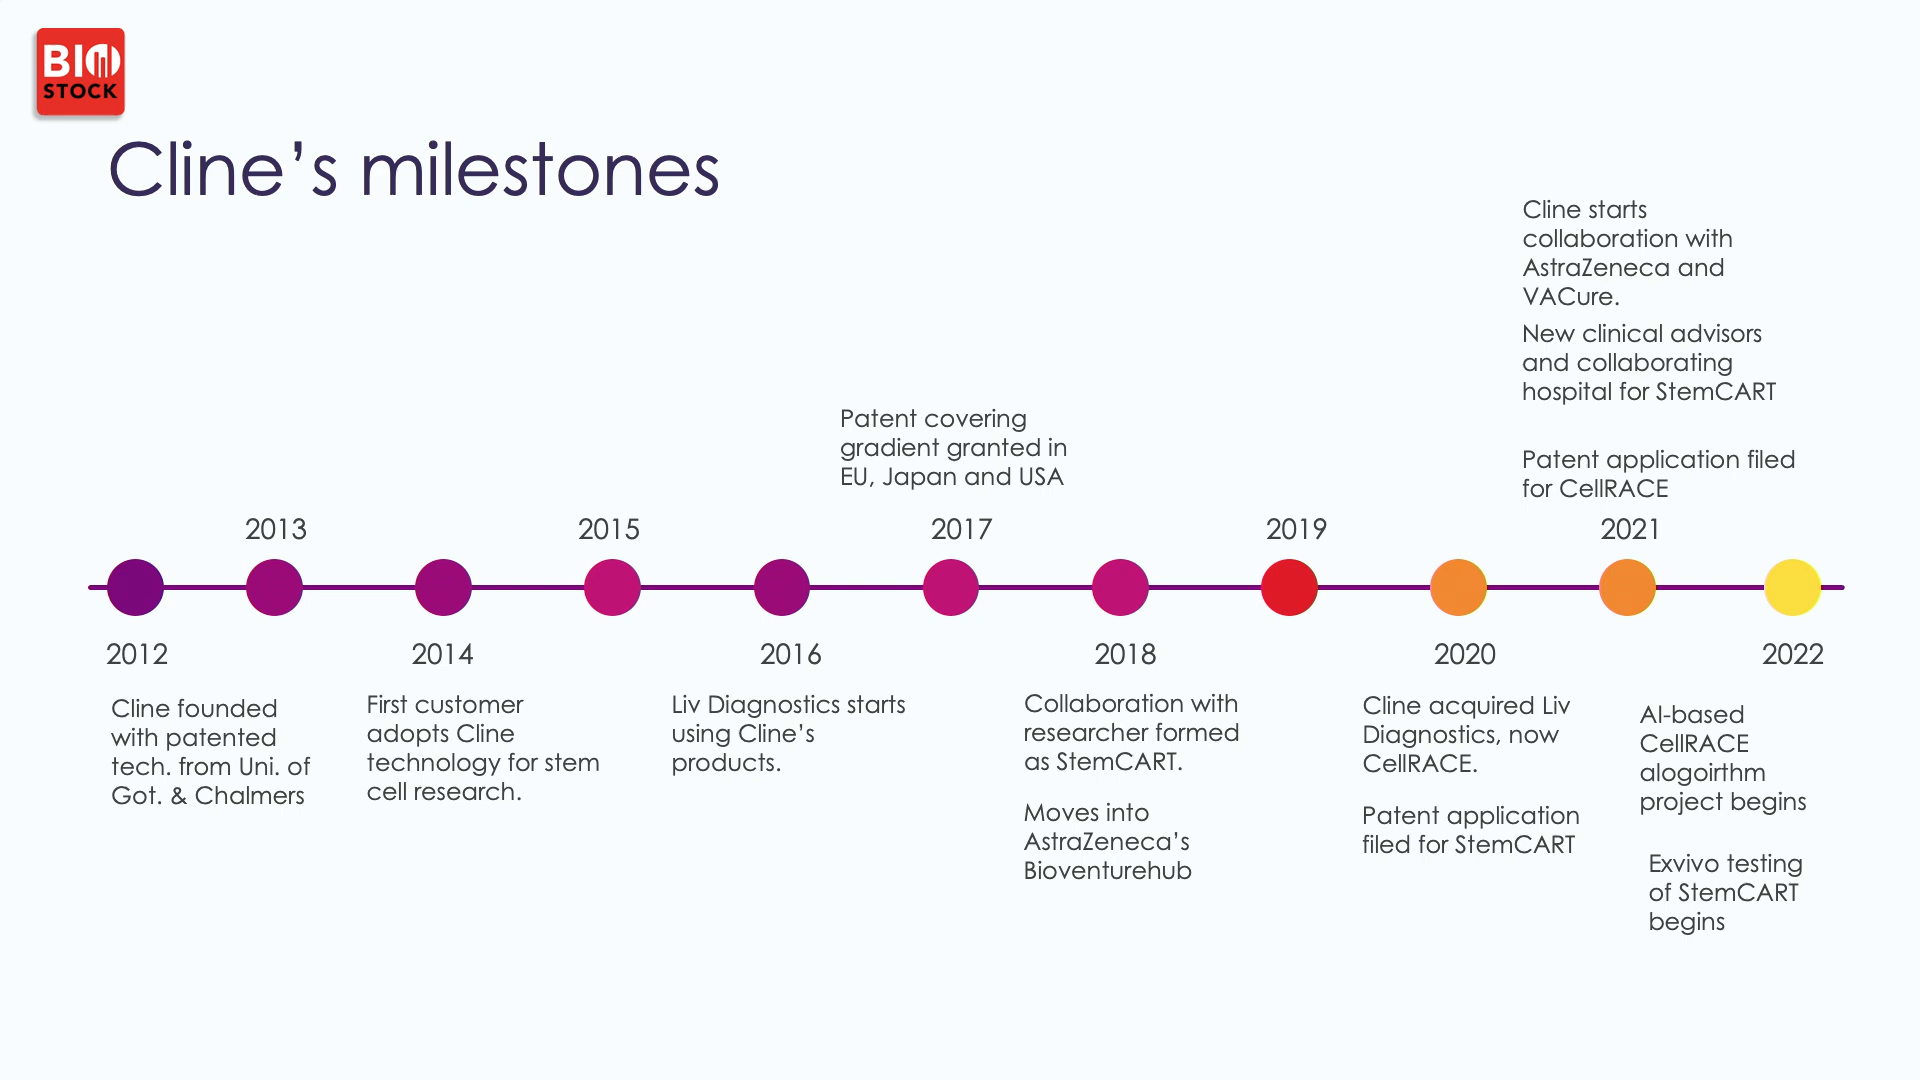 BIO
STOCK
Cline’s milestones
Cline starts
collaboration with
AstraZeneca and
VACure.
New clinical advisors
and collaborating
hospital for StemCART
Patent covering
gradient granted in
EU, Japan and USA
Patent application filed
for CellRACE
2013
2015
2017
2019
2021
2012
2014
2016
2018
2020
2022
Cline founded
with patented
tech. from Uni. of
Got. & Chalmers
First customer
adopts Cline
technology for stem
cell research.
Liv Diagnostics starts
using Cline’s
products.
Collaboration with
researcher formed
as StemCART.
Moves into
AstraZeneca’s
Bioventurehub
Cline acquired Liv
Diagnostics, now
CellRACE.
Patent application
filed for StemCART
AI-based
CellRACE
alogoirthm
project begins
Exvivo testing
of StemCART
begins